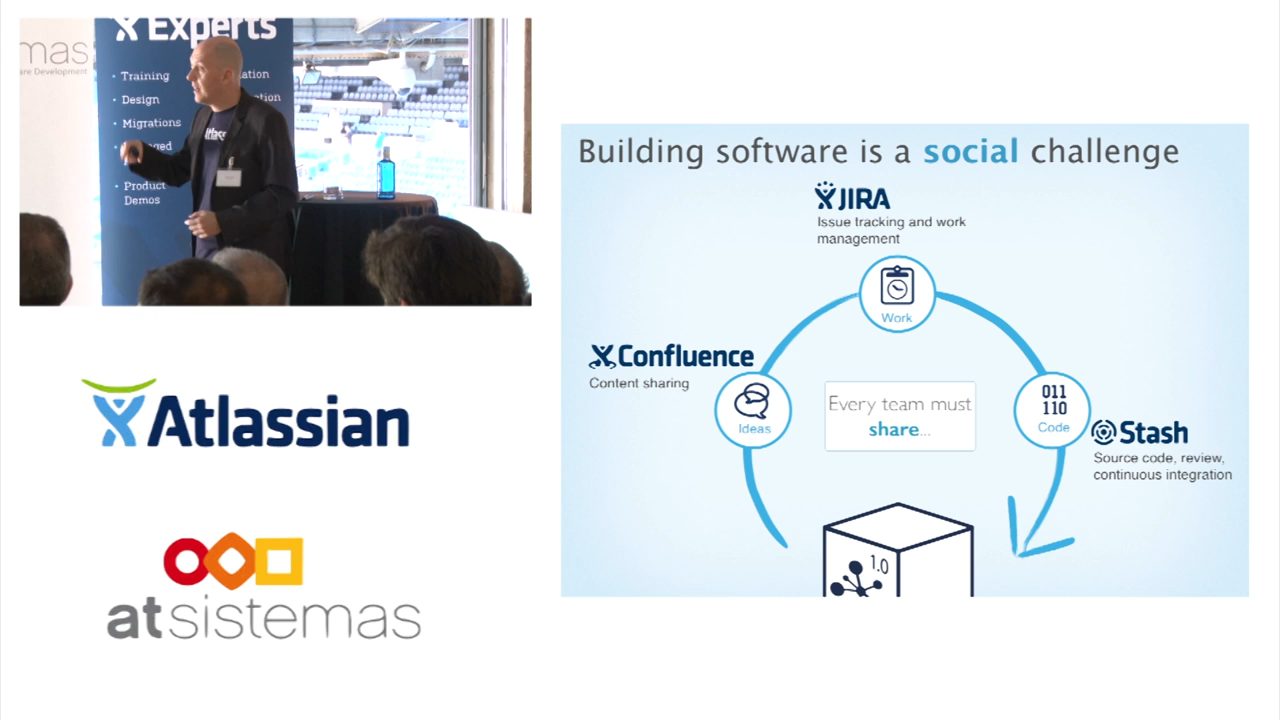 mas
are Development
Experts
• Training
• Design
• Migrations
• Product
Demos
Atlassian
atsistemas
Building software is a social challenge
JIRA
Issue tracking and work
management
Work
Confluence
Content sharing
Ideas
Every team must
share...
011
110
Code
Stash
Source code, review,
continuous integration
1.0